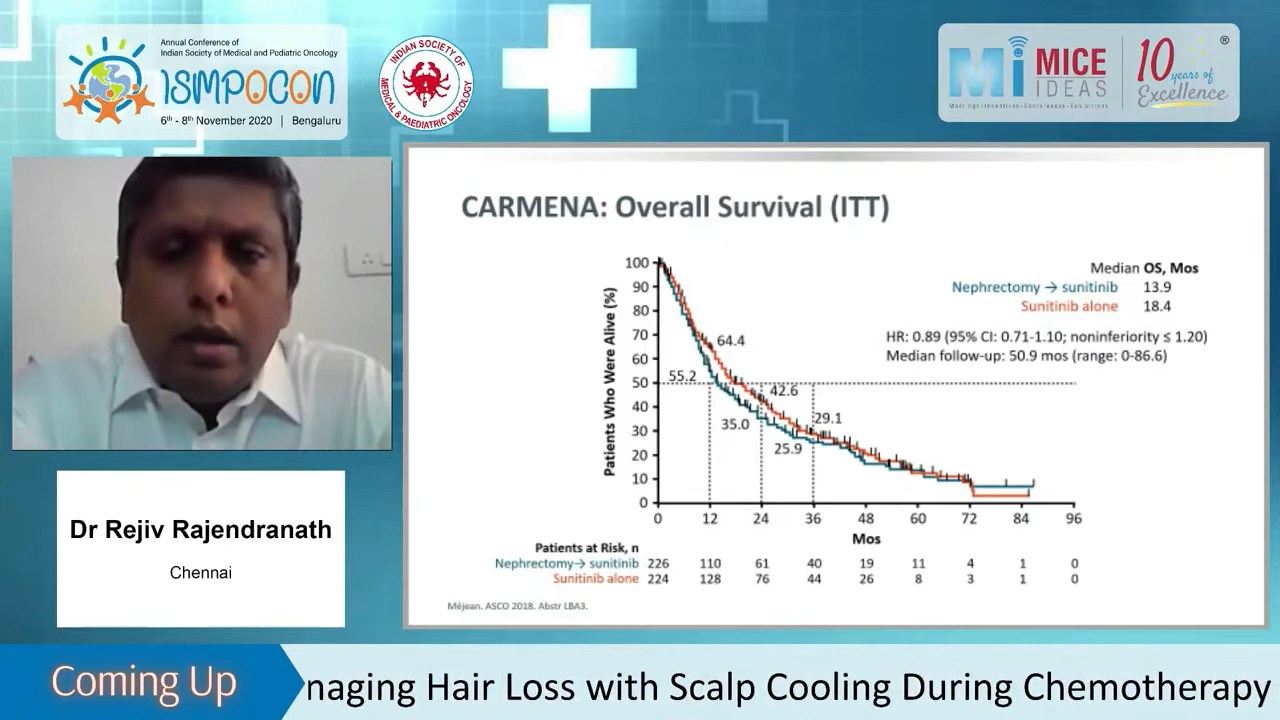 Annual Conference of
Indian Society of Medical and Pediatric Oncology
ISMPOCON
6th - 8th November 2020 | Bengaluru
INDIAN SOCIETY OF
MEDICAL & PAEDIATRIC ONCOLOGY
Mi MICE
IDEAS
Meetings • Incentives • Conferences • Exhibitions
10 years of
Excellence
®
CARMENA: Overall Survival (ITT)
Patients Who Were Alive (%)
100
90
80
70
60
50
40
30
20
10
0
64.4
55.2
42.6
35.0
29.1
25.9
Median OS, Mos
Nephrectomy → sunitinib 13.9
Sunitinib alone 18.4
HR: 0.89 (95% CI: 0.71-1.10; noninferiority ≤ 1.20)
Median follow-up: 50.9 mos (range: 0-86.6)
0 12 24 36 48 60 72 84 96
Mos
Patients at Risk, n
Nephrectomy→ sunitinib 226 110 61 40 19 11 4 1 0
Sunitinib alone 224 128 76 44 26 8 3 1 0
Méjean. ASCO 2018. Abstr LBA3.
Dr Rejiv Rajendranath
Chennai
Coming Up
naging Hair Loss with Scalp Cooling During Chemotherapy